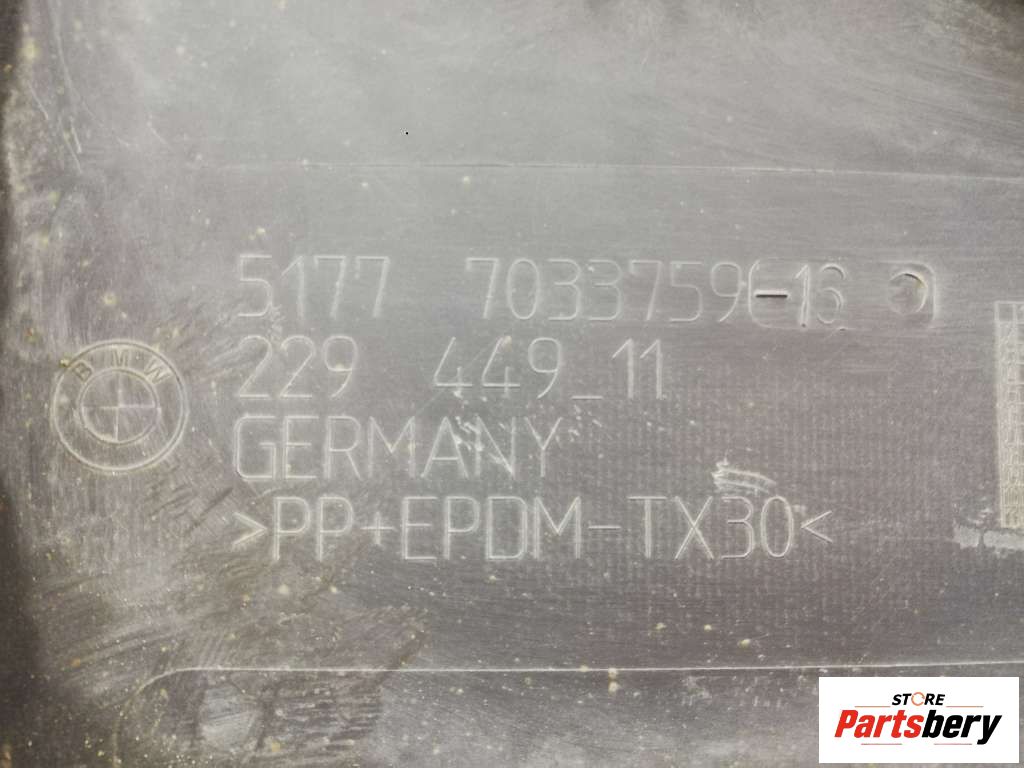 BMW
5177 7033759-16
229 449_11
GERMANY
>PP+EPDM-TX30<
STORE
Partsbery